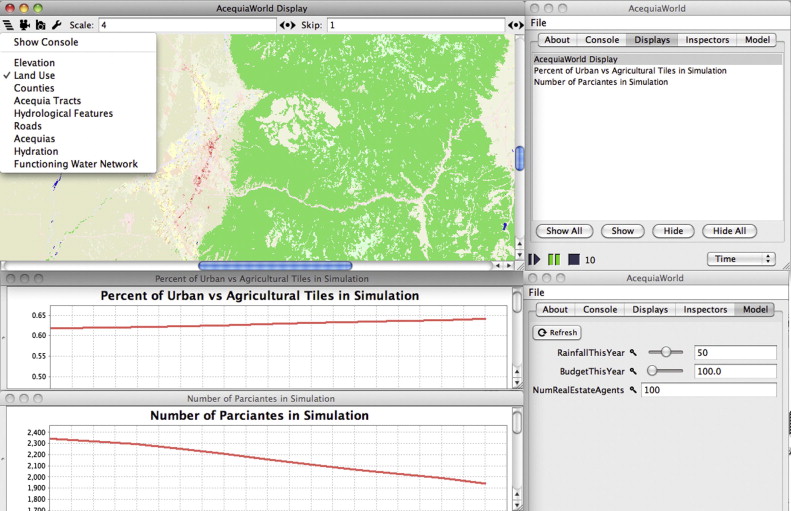 AcequiaWorld Display
Scale: 4 Skip: 1
Show Console
Elevation
✓ Land Use
Counties
Acequia Tracts
Hydrological Features
Roads
Acequias
Hydration
Functioning Water Network
AcequiaWorld
File
About Console Displays Inspectors Model
AcequiaWorld Display
Percent of Urban vs Agricultural Tiles in Simulation
Number of Parciantes in Simulation
Show All Show Hide Hide All
10 Time
Percent of Urban vs Agricultural Tiles in Simulation
Percent of Urban vs Agricultural Tiles in Simulation
0.65
0.60
0.55
0.50
Number of Parciantes in Simulation
Number of Parciantes in Simulation
2,400
2,300
2,200
2,100
2,000
1,900
1,800
1,700
AcequiaWorld
File
About Console Displays Inspectors Model
Refresh
RainfallThisYear 50
BudgetThisYear 100.0
NumRealEstateAgents 100